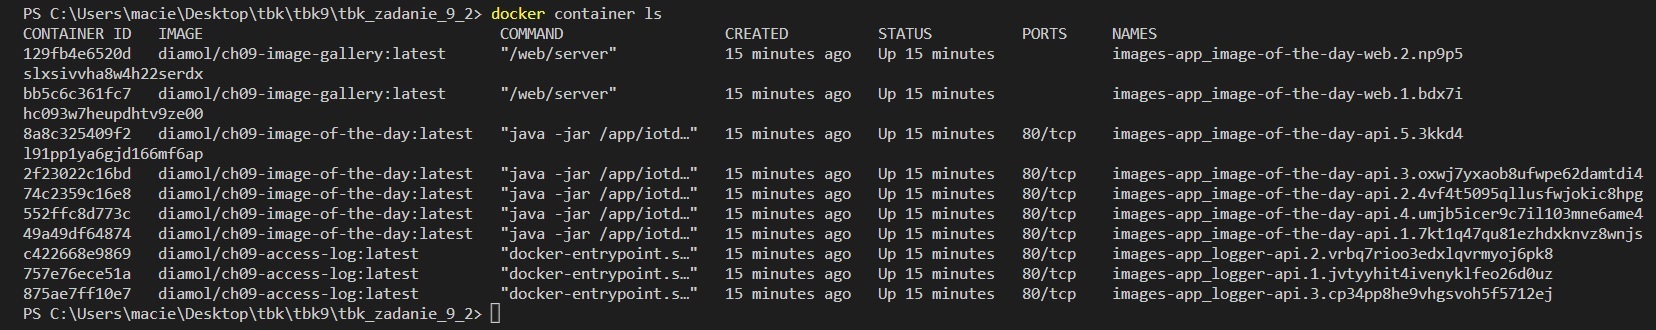 PS C:\Users\macie\Desktop\tbk\tbk9\tbk_zadanie_9_2> docker container ls
CONTAINER ID   IMAGE                            COMMAND                  CREATED          STATUS          PORTS     NAMES
129fb4e6520d   diamol/ch09-image-gallery:latest      "/web/server"            15 minutes ago   Up 15 minutes             images-app_image-of-the-day-web.2.np9p5
slxsivvha8w4h22serdx
bb5c6c361fc7   diamol/ch09-image-gallery:latest      "/web/server"            15 minutes ago   Up 15 minutes             images-app_image-of-the-day-web.1.bdx7i
hc093w7heupdhtv9ze00
8a8c325409f2   diamol/ch09-image-of-the-day:latest   "java -jar /app/iotd…"   15 minutes ago   Up 15 minutes   80/tcp    images-app_image-of-the-day-api.5.3kkd4
l91pp1ya6gjd166mf6ap
2f23022c16bd   diamol/ch09-image-of-the-day:latest   "java -jar /app/iotd…"   15 minutes ago   Up 15 minutes   80/tcp    images-app_image-of-the-day-api.3.oxwj7yxaob8ufwpe62damtdi4
74c2359c16e8   diamol/ch09-image-of-the-day:latest   "java -jar /app/iotd…"   15 minutes ago   Up 15 minutes   80/tcp    images-app_image-of-the-day-api.2.4vf4t5095qllusfwjokic8hpg
552ffc8d773c   diamol/ch09-image-of-the-day:latest   "java -jar /app/iotd…"   15 minutes ago   Up 15 minutes   80/tcp    images-app_image-of-the-day-api.4.umjb5icer9c7il103mne6ame4
49a49df64874   diamol/ch09-image-of-the-day:latest   "java -jar /app/iotd…"   15 minutes ago   Up 15 minutes   80/tcp    images-app_image-of-the-day-api.1.7kt1q47qu81ezhdxknvz8wnjs
c422668e9869   diamol/ch09-access-log:latest         "docker-entrypoint.s…"   15 minutes ago   Up 15 minutes   80/tcp    images-app_logger-api.2.vrbq7rioo3edxlqvrmyoj6pk8
757e76ece51a   diamol/ch09-access-log:latest         "docker-entrypoint.s…"   15 minutes ago   Up 15 minutes   80/tcp    images-app_logger-api.1.jvtyyhit4ivenyklfeo26d0uz
875ae7ff10e7   diamol/ch09-access-log:latest         "docker-entrypoint.s…"   15 minutes ago   Up 15 minutes   80/tcp    images-app_logger-api.3.cp34pp8he9vhgsvoh5f5712ej
PS C:\Users\macie\Desktop\tbk\tbk9\tbk_zadanie_9_2>